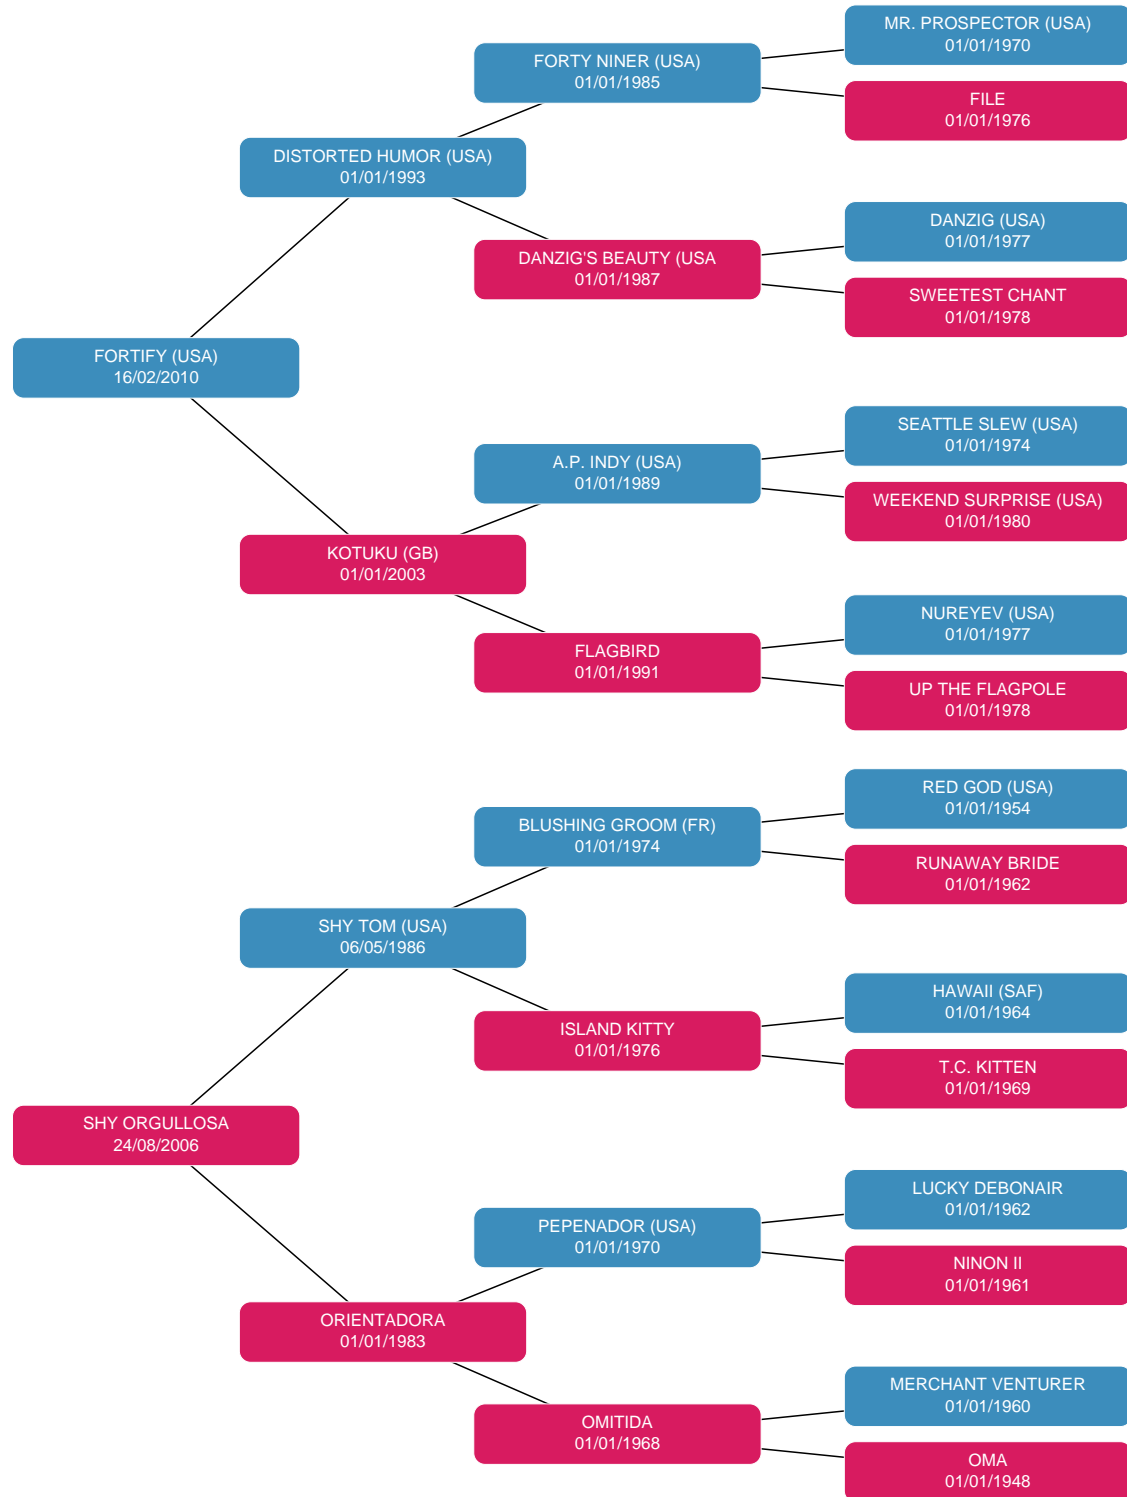 MR. PROSPECTOR (USA)
01/01/1970
FORTY NINER (USA)
01/01/1985
FILE
01/01/1976
DISTORTED HUMOR (USA)
01/01/1993
DANZIG (USA)
01/01/1977
DANZIG'S BEAUTY (USA
01/01/1987
SWEETEST CHANT
01/01/1978
FORTIFY (USA)
16/02/2010
SEATTLE SLEW (USA)
01/01/1974
A.P. INDY (USA)
01/01/1989
WEEKEND SURPRISE (USA)
01/01/1980
KOTUKU (GB)
01/01/2003
NUREYEV (USA)
01/01/1977
FLAGBIRD
01/01/1991
UP THE FLAGPOLE
01/01/1978
RED GOD (USA)
01/01/1954
BLUSHING GROOM (FR)
01/01/1974
RUNAWAY BRIDE
01/01/1962
SHY TOM (USA)
06/05/1986
HAWAII (SAF)
01/01/1964
ISLAND KITTY
01/01/1976
T.C. KITTEN
01/01/1969
SHY ORGULLOSA
24/08/2006
LUCKY DEBONAIR
01/01/1962
PEPENADOR (USA)
01/01/1970
NINON II
01/01/1961
ORIENTADORA
01/01/1983
MERCHANT VENTURER
01/01/1960
OMITIDA
01/01/1968
OMA
01/01/1948